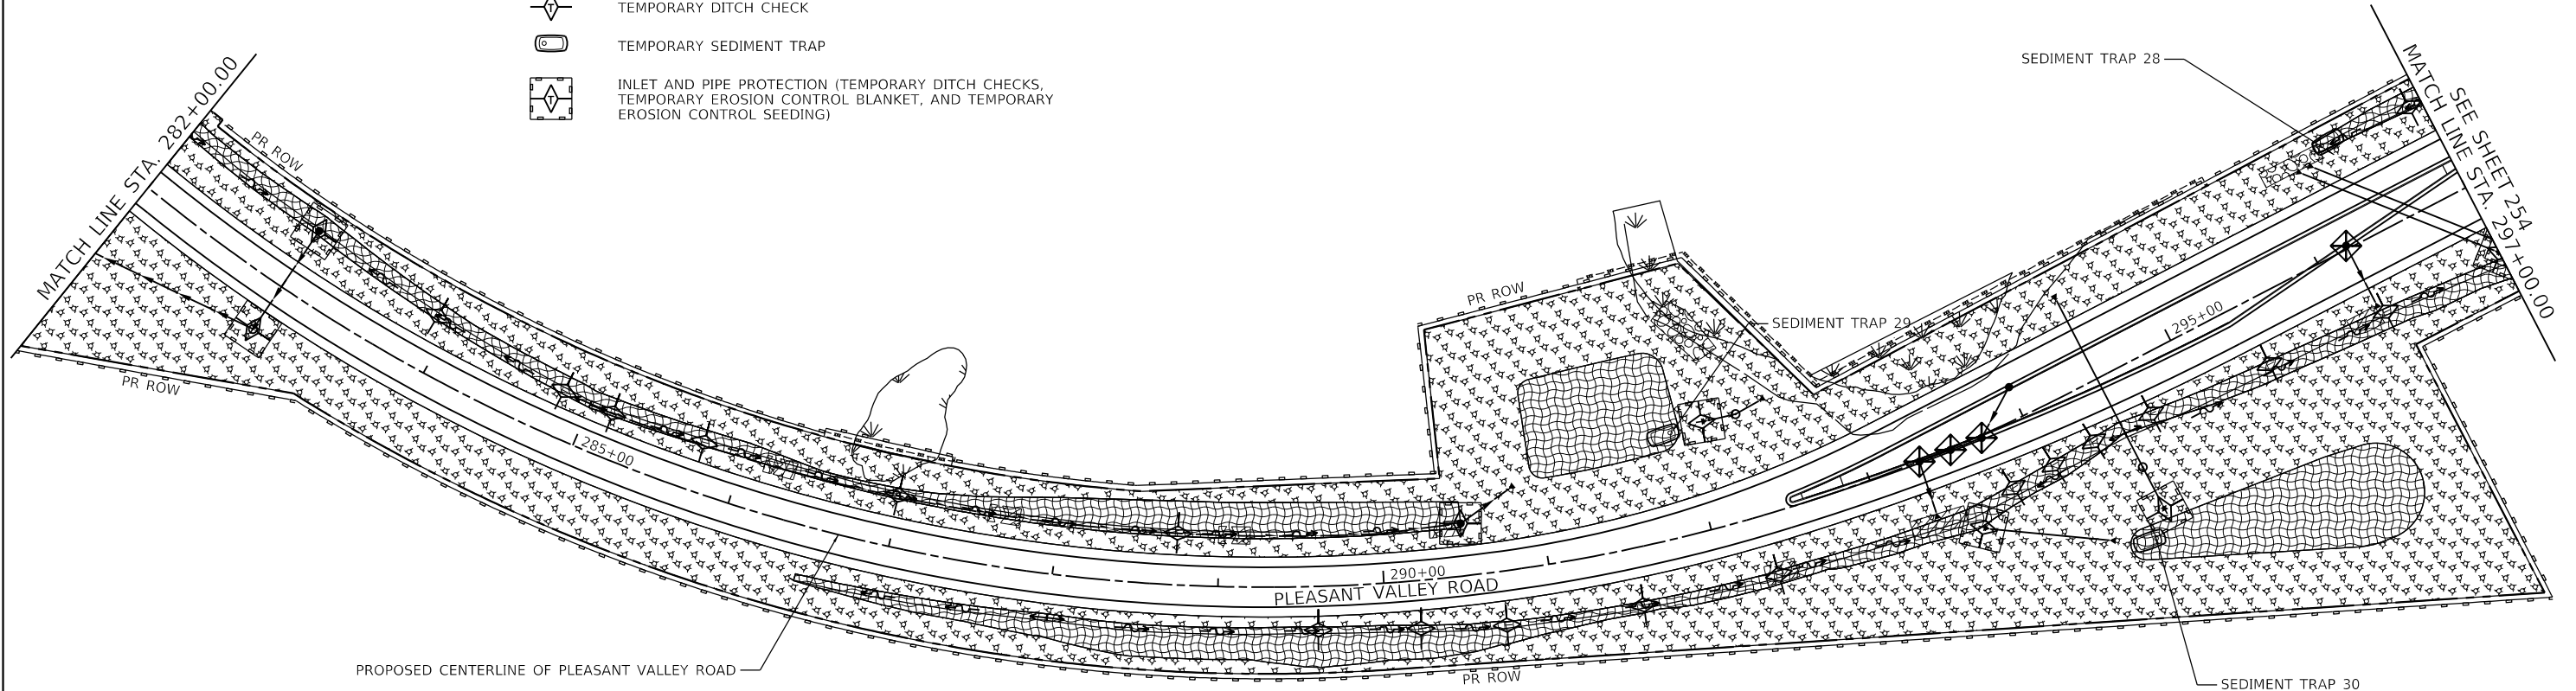 TEMPORARY DITCH CHECK
TEMPORARY SEDIMENT TRAP
INLET AND PIPE PROTECTION (TEMPORARY DITCH CHECKS,
TEMPORARY EROSION CONTROL BLANKET, AND TEMPORARY
EROSION CONTROL SEEDING)
MATCH LINE STA. 282+00.00
PR ROW
PR ROW
285+00
PROPOSED CENTERLINE OF PLEASANT VALLEY ROAD
290+00
PLEASANT VALLEY ROAD
PR ROW
PR ROW
SEDIMENT TRAP 29
SEDIMENT TRAP 28
295+00
SEE SHEET 254
MATCH LINE STA. 297+00.00
SEDIMENT TRAP 30